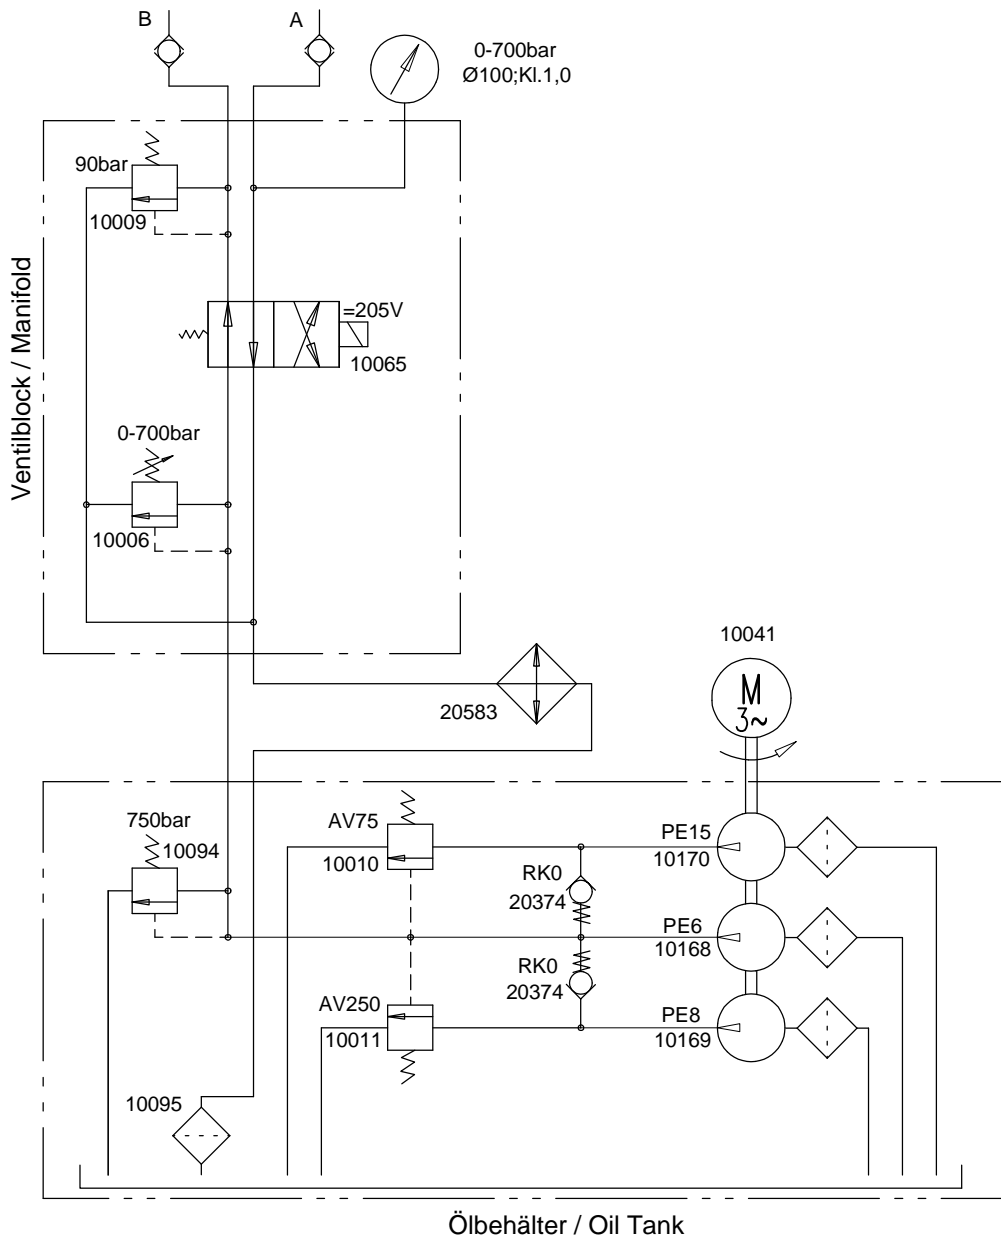 B
A
0-700bar
Ø100;Kl.1,0
90bar
10009
Ventilblock / Manifold
=205V
10065
0-700bar
10006
10041
M
3~
20583
750bar
10094
AV75
10010
PE15
10170
RK0
20374
PE6
10168
RK0
20374
AV250
10011
PE8
10169
10095
Ölbehälter / Oil Tank